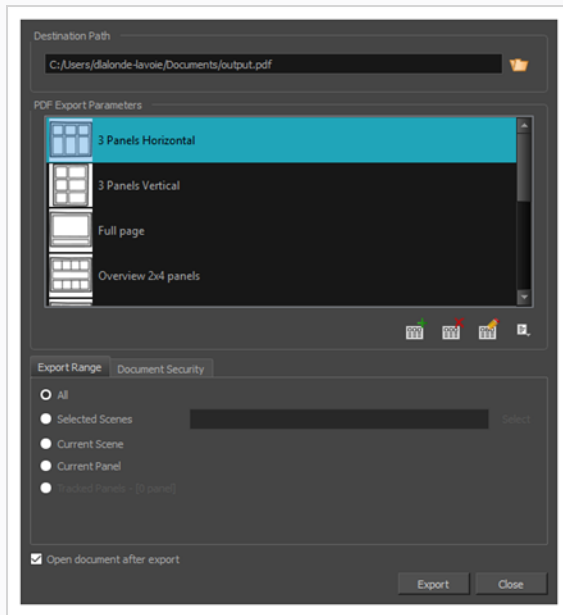 Destination Path
C:/Users/dlalonde-lavoie/Documents/output.pdf
PDF Export Parameters
3 Panels Horizontal
3 Panels Vertical
Full page
Overview 2x4 panels
Export Range
Document Security
All
Selected Scenes
Select
Current Scene
Current Panel
Tracked Panels - [0 panel]
Open document after export
Export
Close